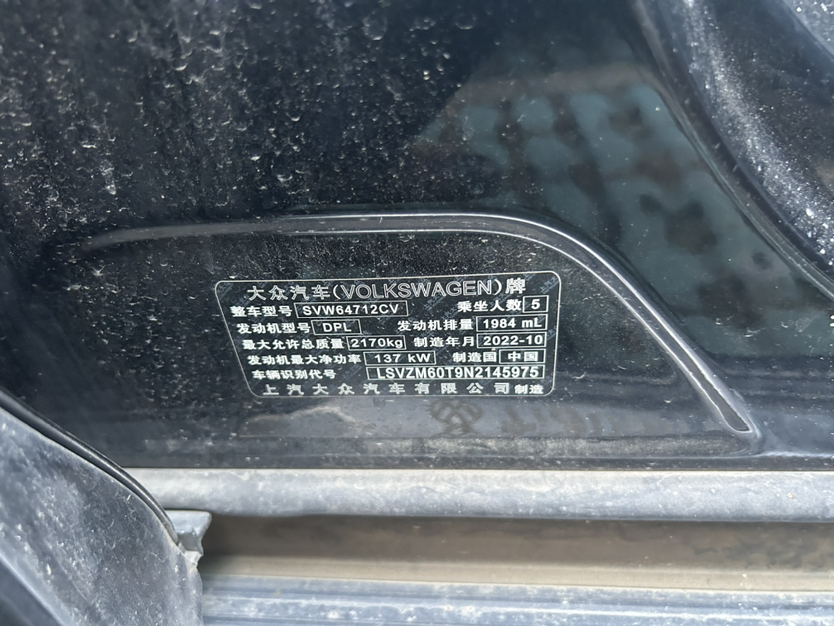 大众汽车(VOLKSWAGEN)牌
整车型号 SVW64712CV 乘坐人数 5
发动机型号 DPL 发动机排量 1984 mL
最大允许总质量 2170kg 制造年月 2022-10
发动机最大净功率 137 kW 制造国 中国
车辆识别代号 LSVZM60T9N2145975
上汽大众汽车有限公司 制造